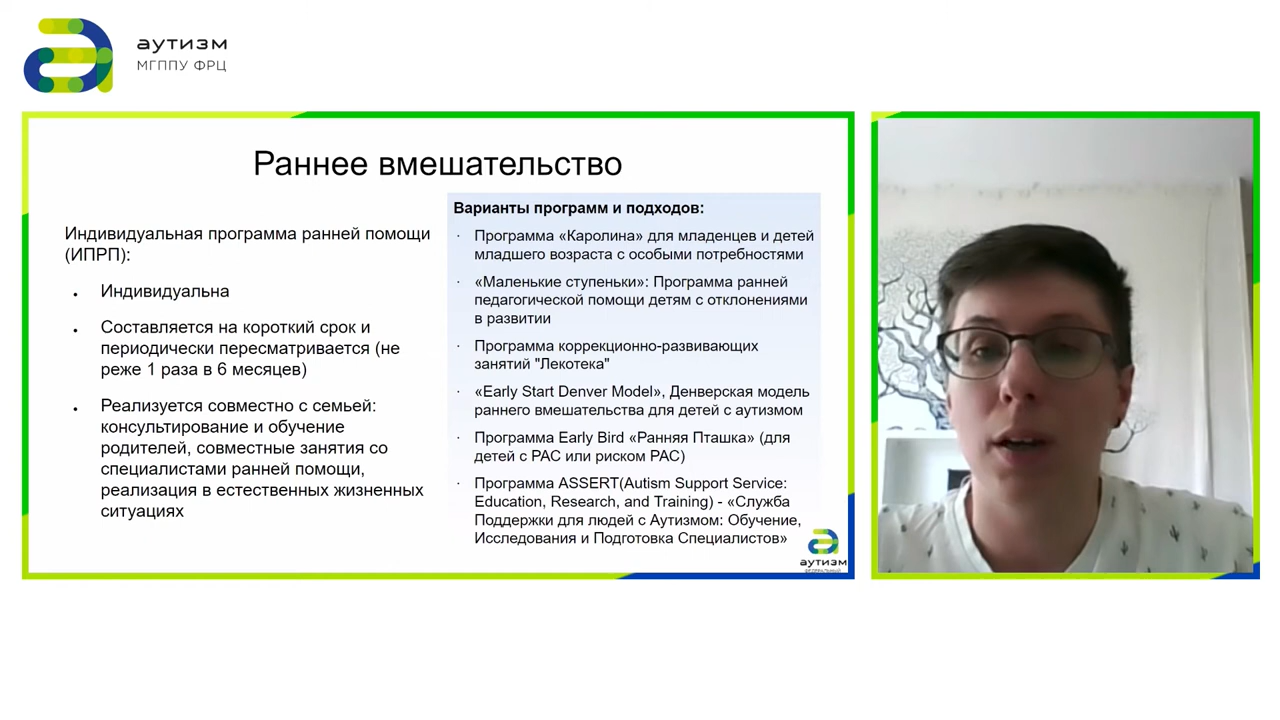 аутизм
МГППУ ФРЦ
Раннее вмешательство
Индивидуальная программа ранней помощи
(ИПРП):
Индивидуальна
Составляется на короткий срок и
периодически пересматривается (не
реже 1 раза в 6 месяцев)
Реализуется совместно с семьей:
консультирование и обучение
родителей, совместные занятия со
специалистами ранней помощи,
реализация в естественных жизненных
ситуациях
Варианты программ и подходов:
Программа «Каролина» для младенцев и детей
младшего возраста с особыми потребностями
«Маленькие ступеньки»: Программа ранней
педагогической помощи детям с отклонениями
в развитии
Программа коррекционно-развивающих
занятий "Лекотека"
«Early Start Denver Model», Денверская модель
раннего вмешательства для детей с аутизмом
Программа Early Bird «Ранняя Пташка» (для
детей с РАС или риском РАС)
Программа ASSERT(Autism Support Service:
Education, Research, and Training) - «Служба
Поддержки для людей с Аутизмом: Обучение,
Исследования и Подготовка Специалистов»
аутизм
ФЕДЕРАЛЬНЫЙ